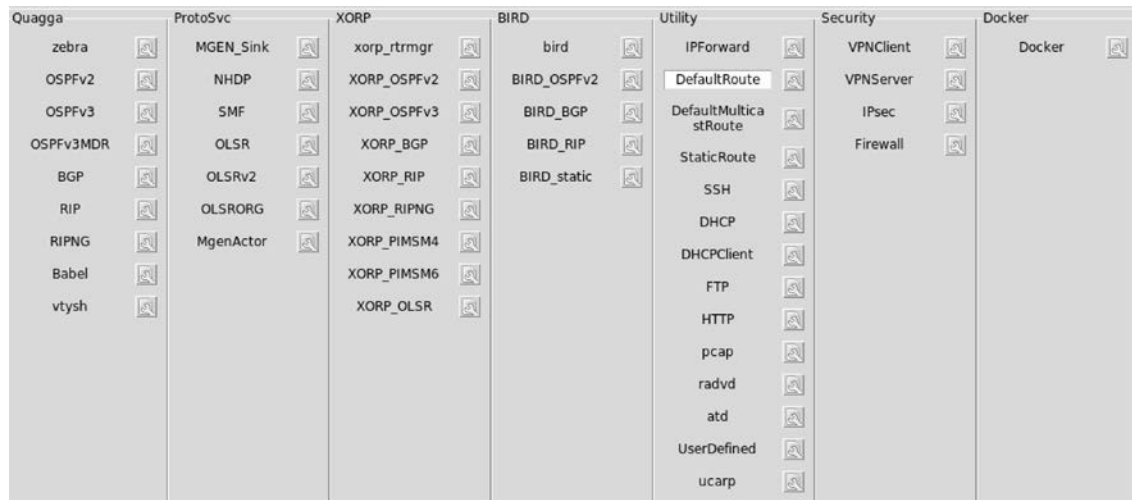 Quagga
zebra
OSPFv2
OSPFv3
OSPFv3MDR
BGP
RIP
RIPNG
Babel
vtysh
ProtoSvc
MGEN_Sink
NHDP
SMF
OLSR
OLSRv2
OLSRORG
MgenActor
XORP
xorp_rtrmgr
XORP_OSPFv2
XORP_OSPFv3
XORP_BGP
XORP_RIP
XORP_RIPNG
XORP_PIMSM4
XORP_PIMSM6
XORP_OLSR
BIRD
bird
BIRD_OSPFv2
BIRD_BGP
BIRD_RIP
BIRD_static
Utility
IPForward
DefaultRoute
DefaultMultica
stRoute
StaticRoute
SSH
DHCP
DHCPClient
FTP
HTTP
pcap
radvd
atd
UserDefined
ucarp
Security
VPNClient
VPNServer
IPsec
Firewall
Docker
Docker